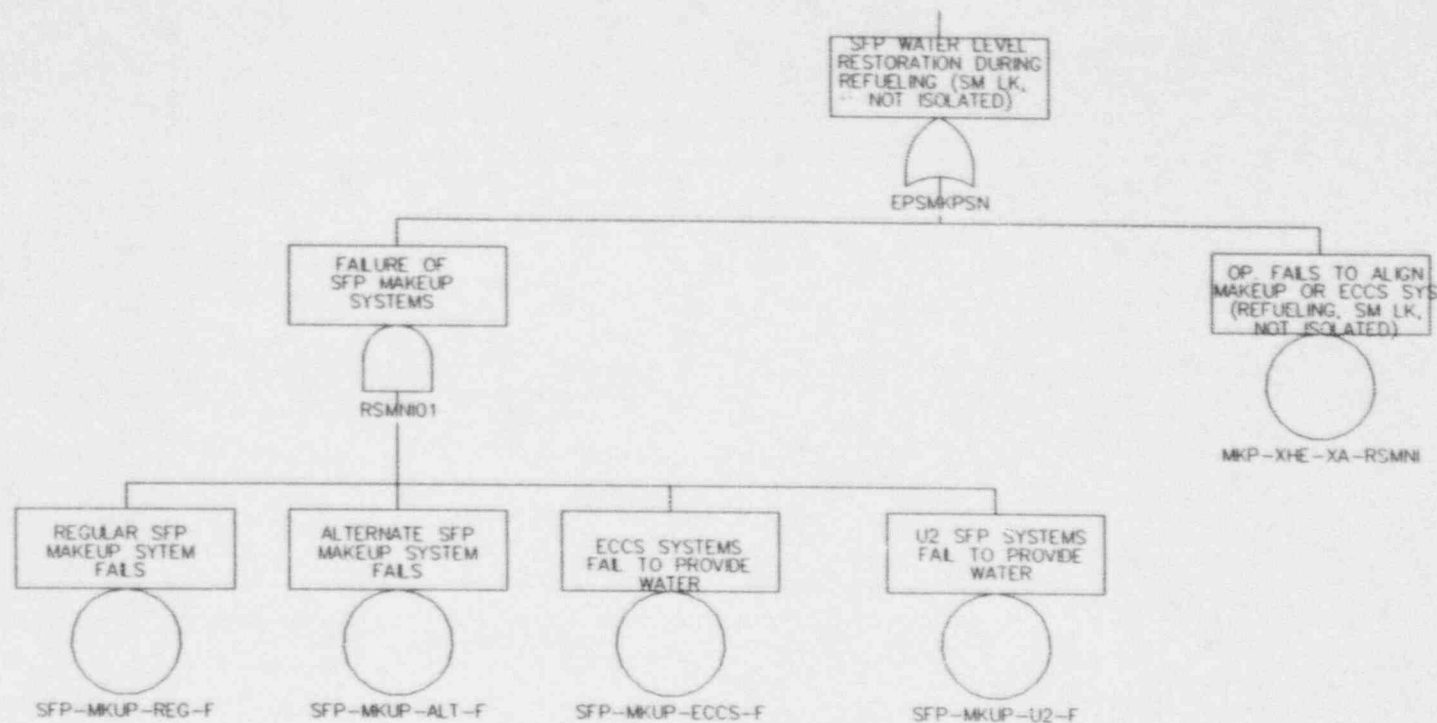 SFP WATER LEVEL
RESTORATION DURING
REFUELING (SM LK,
NOT ISOLATED)
EPSMKPSN
FAILURE OF
SFP MAKEUP
SYSTEMS
RSMNI01
OP. FAILS TO ALIGN
MAKEUP OR ECCS SYS
(REFUELING, SM LK,
NOT ISOLATED)
MKP-XHE-XA-RSMNI
REGULAR SFP
MAKEUP SYTEM
FAILS
SFP-MKUP-REG-F
ALTERNATE SFP
MAKEUP SYSTEM
FAILS
SFP-MKUP-ALT-F
ECCS SYSTEMS
FAIL TO PROVIDE
WATER
SFP-MKUP-ECCS-F
U2 SFP SYSTEMS
FAIL TO PROVIDE
WATER
SFP-MKUP-U2-F